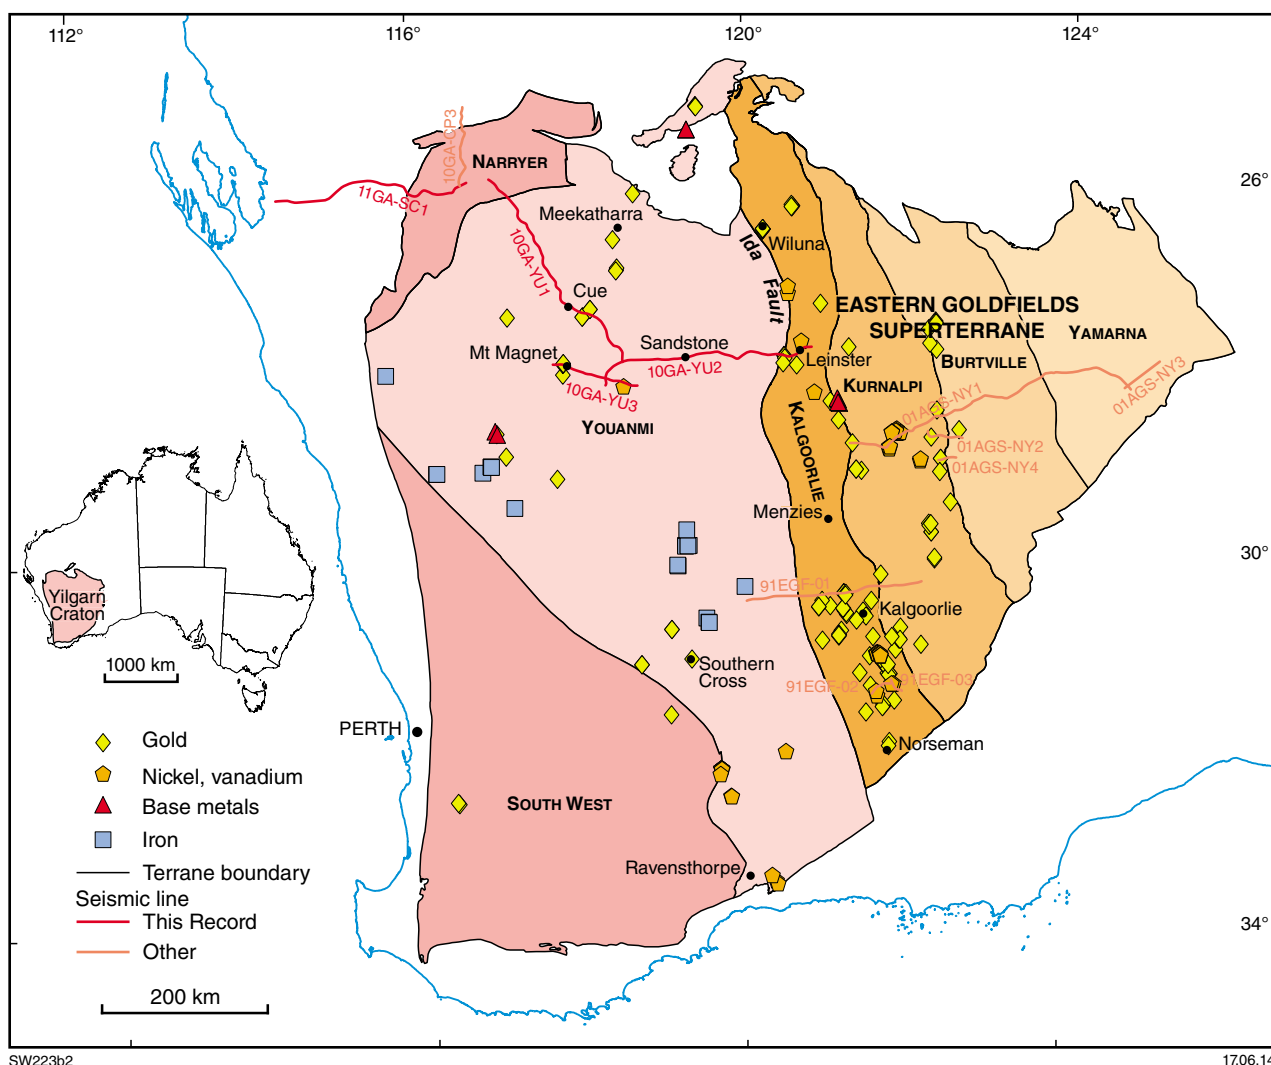 112°
116°
120°
124°
26°
30°
34°
10GA-CP3
NARRYER
11GA-SC1
Meekatharra
10GA-YU1
Ida
Fault
Wiluna
Cue
EASTERN GOLDFIELDS
SUPERTERRANE
YAMARNA
Sandstone
Mt Magnet
10GA-YU2
Leinster
BURTVILLE
10GA-YU3
KURNALPI
01AGS-NY1
01AGS-NY3
YOUANMI
KALGOORLIE
01AGS-NY2
01AGS-NY4
Menzies
91EGF-01
Kalgoorlie
Southern
Cross
91EGF-02
91EGF-03
Norseman
PERTH
SOUTH WEST
Ravensthorpe
Yilgarn
Craton
1000 km
Gold
Nickel, vanadium
Base metals
Iron
Terrane boundary
Seismic line
This Record
Other
200 km
SW223b2
17.06.14